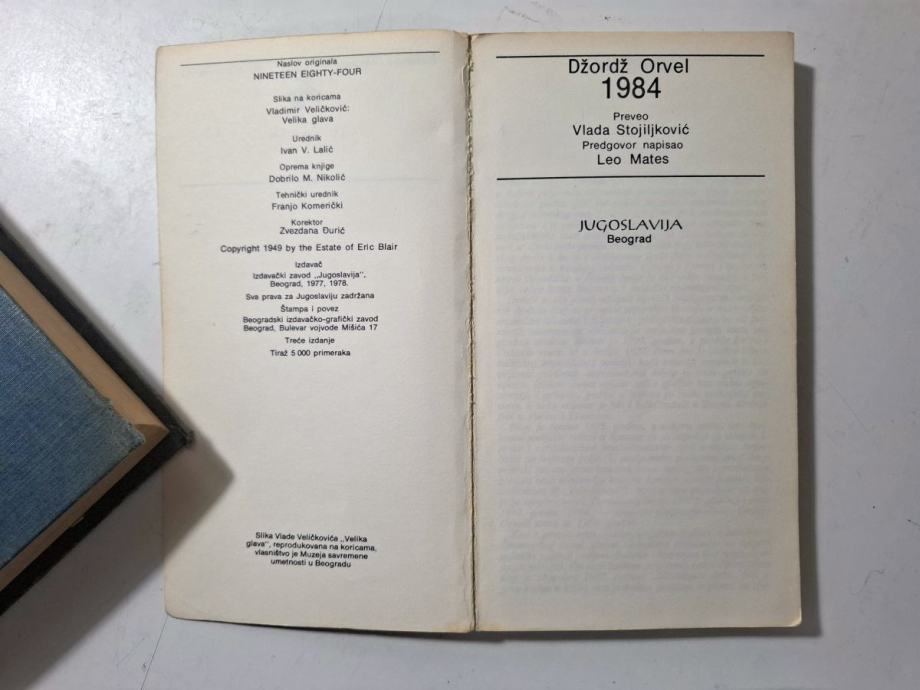 Naslov originala
NINETEEN EIGHTY-FOUR
Slika na koricama
Vladimir Veličković:
Velika glava
Urednik
Ivan V. Lalić
Oprema knjige
Dobrilo M. Nikolić
Tehnički urednik
Franjo Komerički
Korektor
Zvezdana Đurić
Copyright 1949 by the Estate of Eric Blair
Izdavač
Izdavački zavod „Jugoslavija",
Beograd, 1977, 1978.
Sva prava za Jugoslaviju zadržana
Štampa i povez
Beogradski izdavačko-grafički zavod
Beograd, Bulevar vojvode Mišića 17
Treće izdanje
Tiraž 5 000 primeraka
Slika Vlade Veličkovića „Velika
glava", reprodukovana na koricama,
vlasništvo je Muzeja savremene
umetnosti u Beogradu
Džordž Orvel
1984
Preveo
Vlada Stojiljković
Predgovor napisao
Leo Mates
JUGOSLAVIJA
Beograd